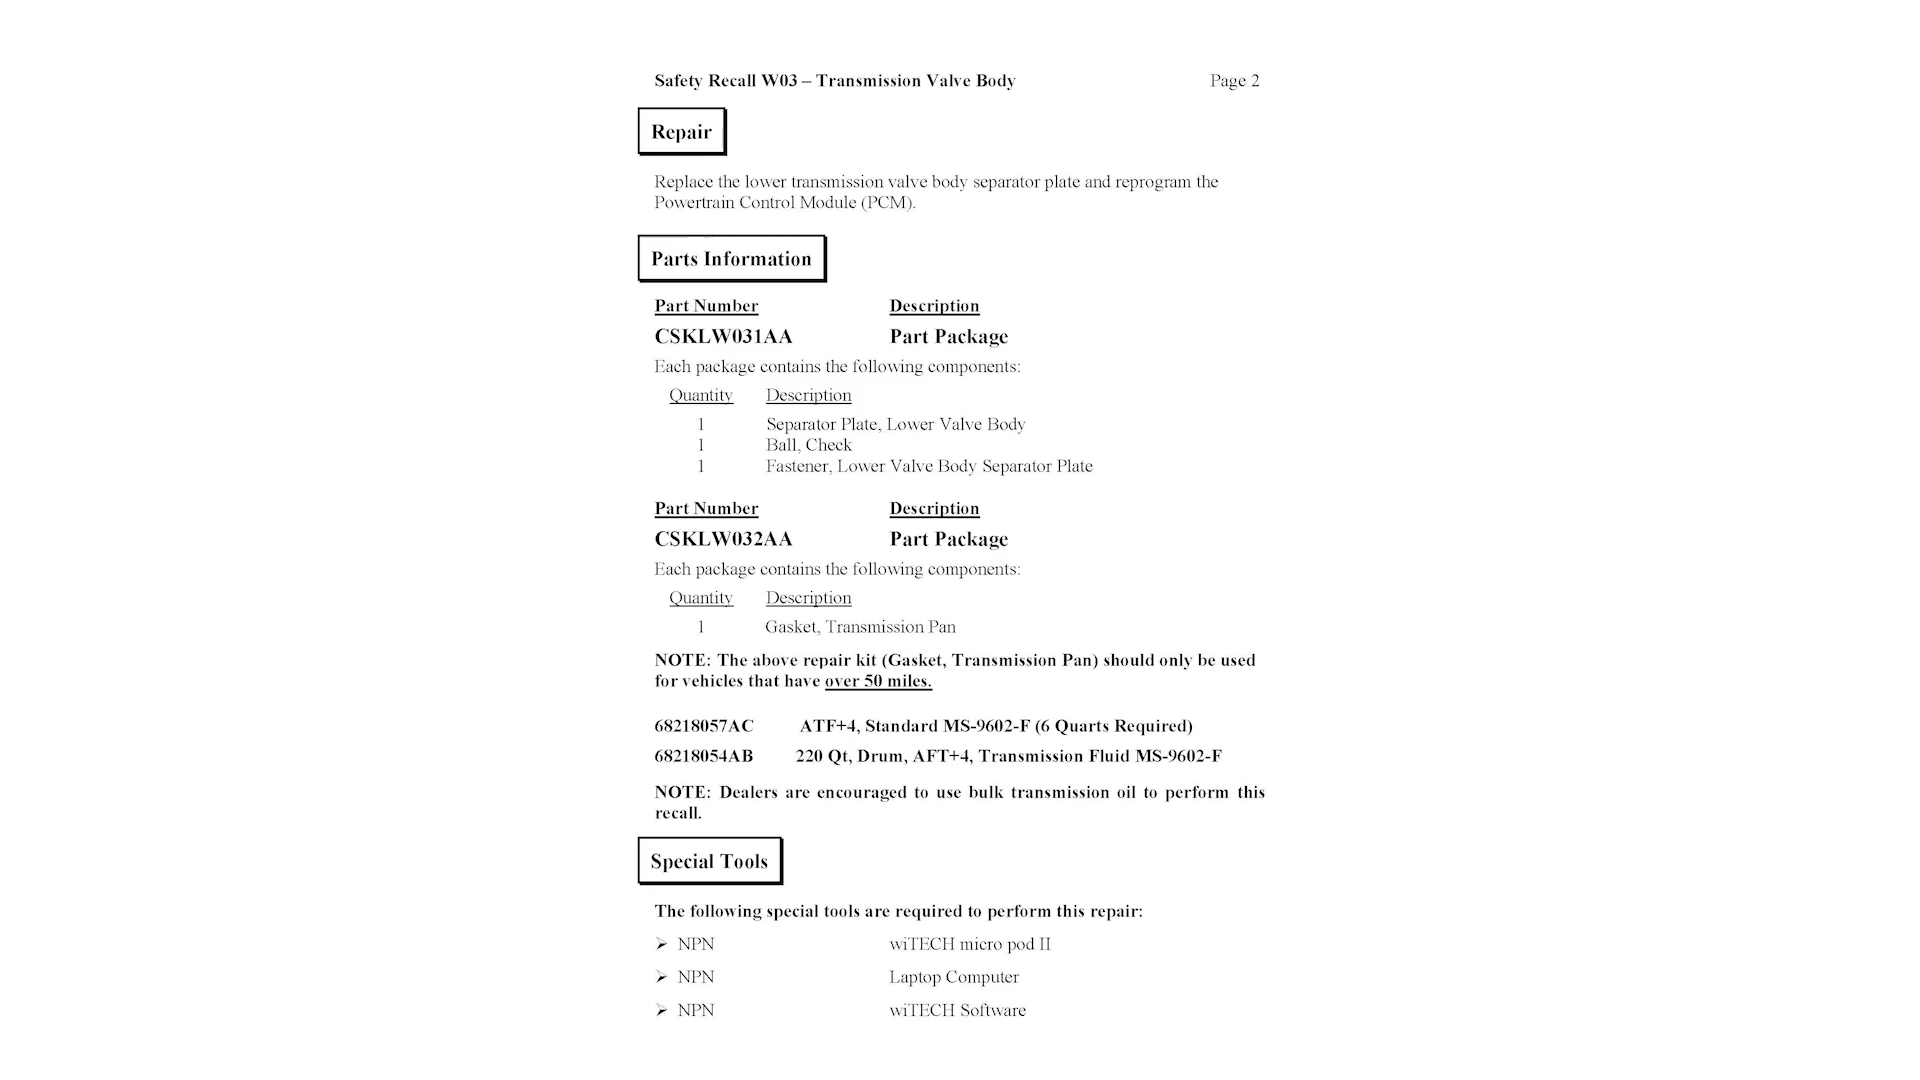 Safety Recall W03 – Transmission Valve Body Page 2
Repair
Replace the lower transmission valve body separator plate and reprogram the
Powertrain Control Module (PCM).
Parts Information
Part Number Description
CSKLW031AA Part Package
Each package contains the following components:
Quantity Description
1 Separator Plate, Lower Valve Body
1 Ball, Check
1 Fastener, Lower Valve Body Separator Plate
Part Number Description
CSKLW032AA Part Package
Each package contains the following components:
Quantity Description
1 Gasket, Transmission Pan
NOTE: The above repair kit (Gasket, Transmission Pan) should only be used
for vehicles that have over 50 miles.
68218057AC ATF+4, Standard MS-9602-F (6 Quarts Required)
68218054AB 220 Qt, Drum, AFT+4, Transmission Fluid MS-9602-F
NOTE: Dealers are encouraged to use bulk transmission oil to perform this
recall.
Special Tools
The following special tools are required to perform this repair:
➢ NPN wiTECH micro pod II
➢ NPN Laptop Computer
➢ NPN wiTECH Software